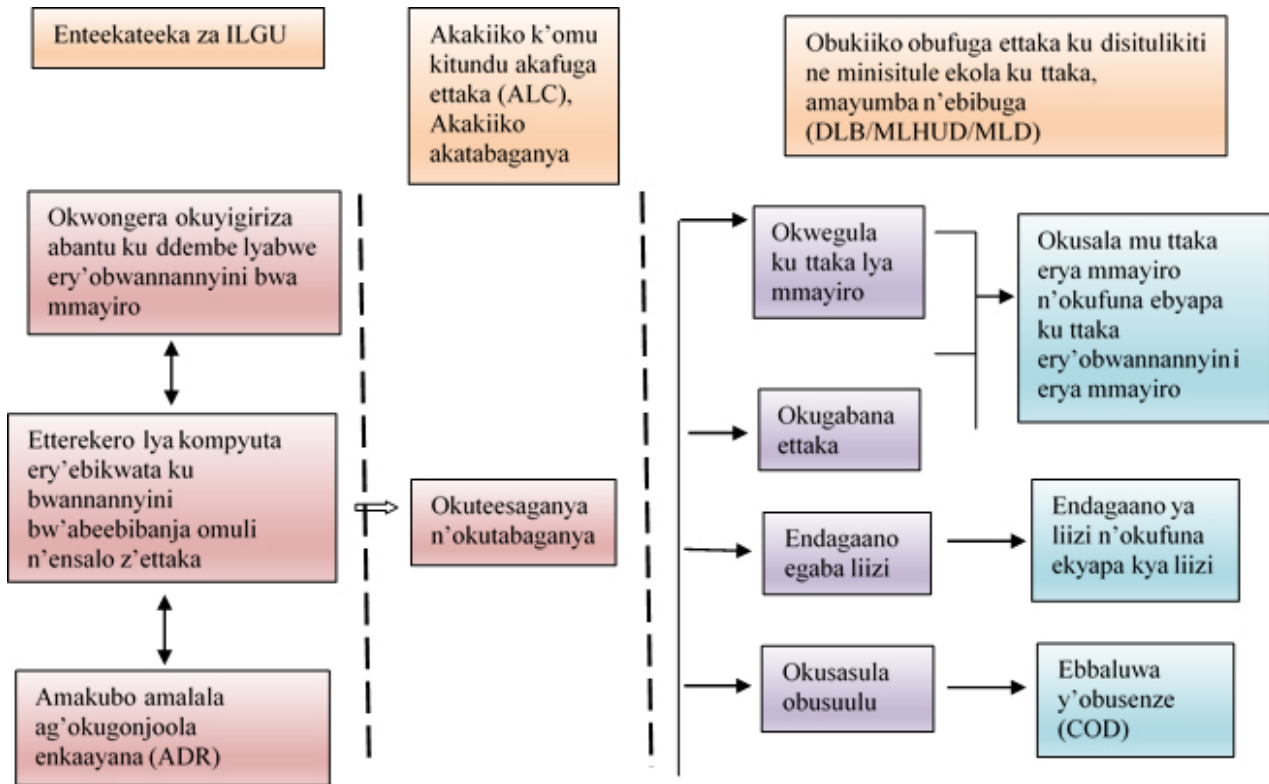 Enteekateeka za ILGU
Akakiiko k'omu
kitundu akafuga
ettaka (ALC),
Akakiiko
akatabaganya
Obukiiko obufuga ettaka ku disitulikiti
ne minisitule ekola ku ttaka,
amayumba n'ebibuga
(DLB/MLHUD/MLD)
Okwongera okuyigiriza
abantu ku ddembe lyabwe
ery'obwannannyini bwa
mmayiro
Etterekero lya kompyuta
ery'ebikwata ku
bwannannyini
bw'abeebibanja omuli
n'ensalo z'ettaka
Amakubo amalala
ag'okugonjoola
enkaayana (ADR)
Okuteesaganya
n'okutabaganya
Okwegula
ku ttaka lya
mmayiro
Okugabana
ettaka
Endagaano
egaba liizi
Okusasula
obusuulu
Okusala mu ttaka
erya mmayiro
n'okufuna ebyapa
ku ttaka
ery'obwannannyini
erya mmayiro
Endagaano ya
liizi n'okufuna
ekyapa kya liizi
Ebbaluwa
y'obusenze
(COD)